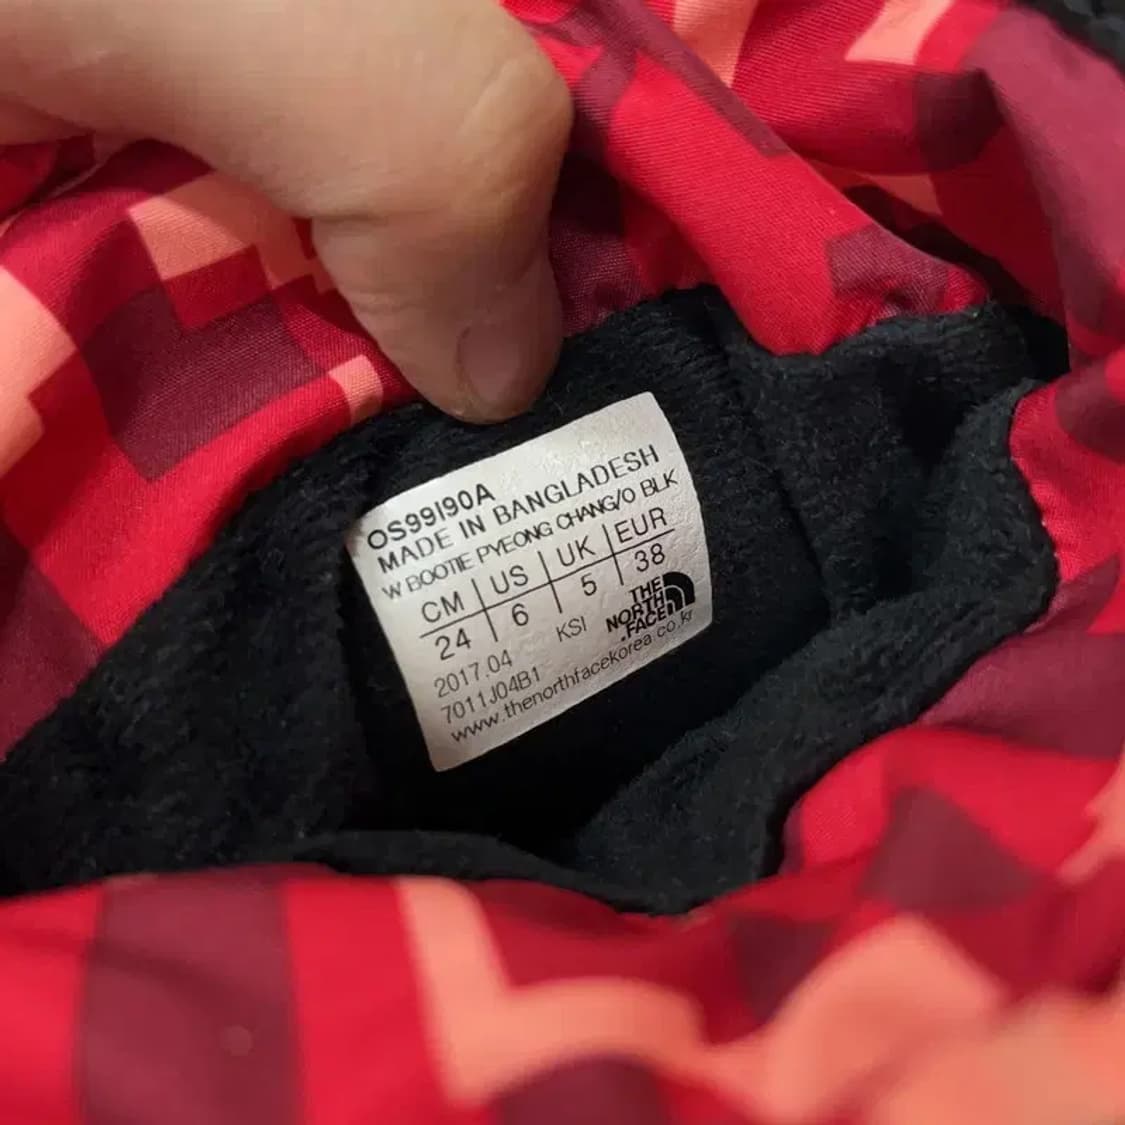 OS99I90A
MADE IN BANGLADESH
W BOOTIE PYEONG CHANG/O BLK
CM US UK EUR
24 6 5 38
KSI
THE
NORTH
FACE
2017.04
7011J04B1
www.thenorthfacekorea.co.kr